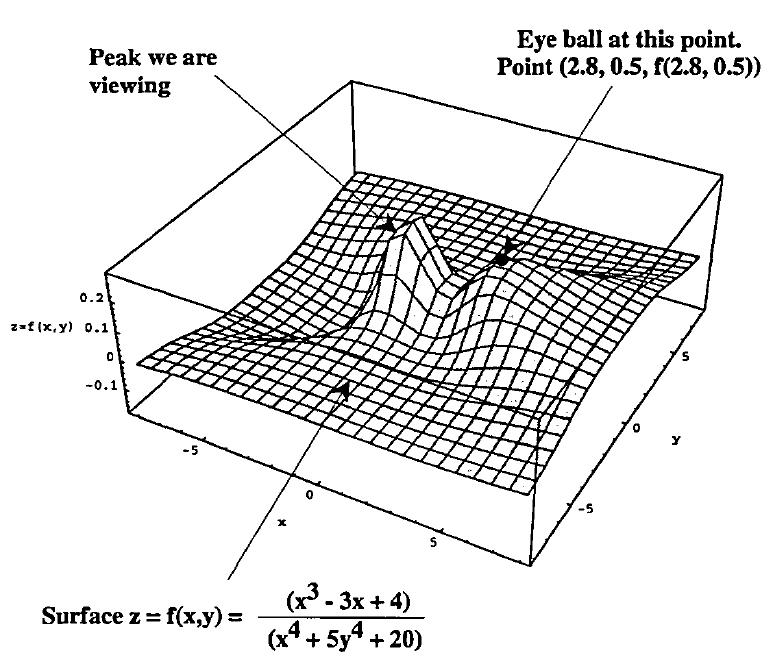 Peak we are
viewing
Eye ball at this point.
Point (2.8, 0.5, f(2.8, 0.5))
0.2
z=f(x,y) 0.1
0
-0.1
-5
0
5
x
5
0
y
-5
Surface z = f(x,y) = (x³ - 3x + 4)
(x⁴ + 5y⁴ + 20)